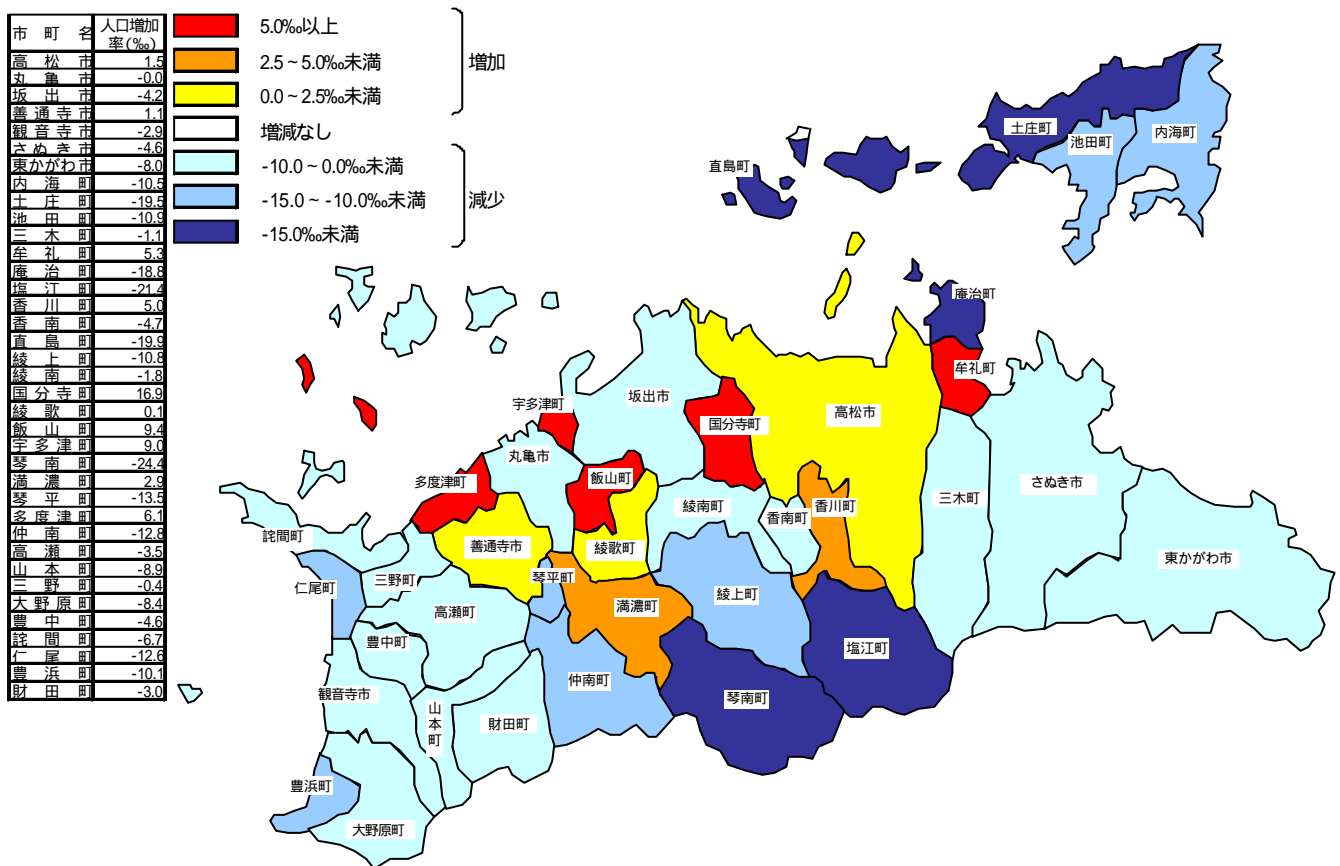 市町名 人口増加率(‰)
高松市 1.5
丸亀市 -0.0
坂出市 -4.2
善通寺市 1.1
観音寺市 -2.9
さぬき市 -4.6
東かがわ市 -8.0
内海町 -10.5
土庄町 -19.5
池田町 -10.9
三木町 -1.1
牟礼町 5.3
庵治町 -18.8
塩江町 -21.4
香川町 5.0
香南町 -4.7
直島町 -19.9
綾上町 -10.8
綾南町 -1.8
国分寺町 16.9
綾歌町 0.1
飯山町 9.4
宇多津町 9.0
琴南町 -24.4
満濃町 2.9
琴平町 -13.5
多度津町 6.1
仲南町 -12.8
高瀬町 -3.5
山本町 -8.9
三野町 -0.4
大野原町 -8.4
豊中町 -4.6
詫間町 -6.7
仁尾町 -12.6
豊浜町 -10.1
財田町 -3.0
5.0‰以上
2.5~5.0‰未満
0.0~2.5‰未満
増加
増減なし
-10.0~0.0‰未満
-15.0~-10.0‰未満
-15.0‰未満
減少
土庄町
内海町
池田町
直島町
庵治町
牟礼町
坂出市
宇多津町
国分寺町
高松市
丸亀市
多度津町
飯山町
さぬき市
三木町
綾南町
香南町
香川町
詫間町
善通寺市
綾歌町
東かがわ市
三野町
琴平町
仁尾町
高瀬町
満濃町
綾上町
豊中町
塩江町
仲南町
観音寺市
琴南町
山本町
財田町
豊浜町
大野原町